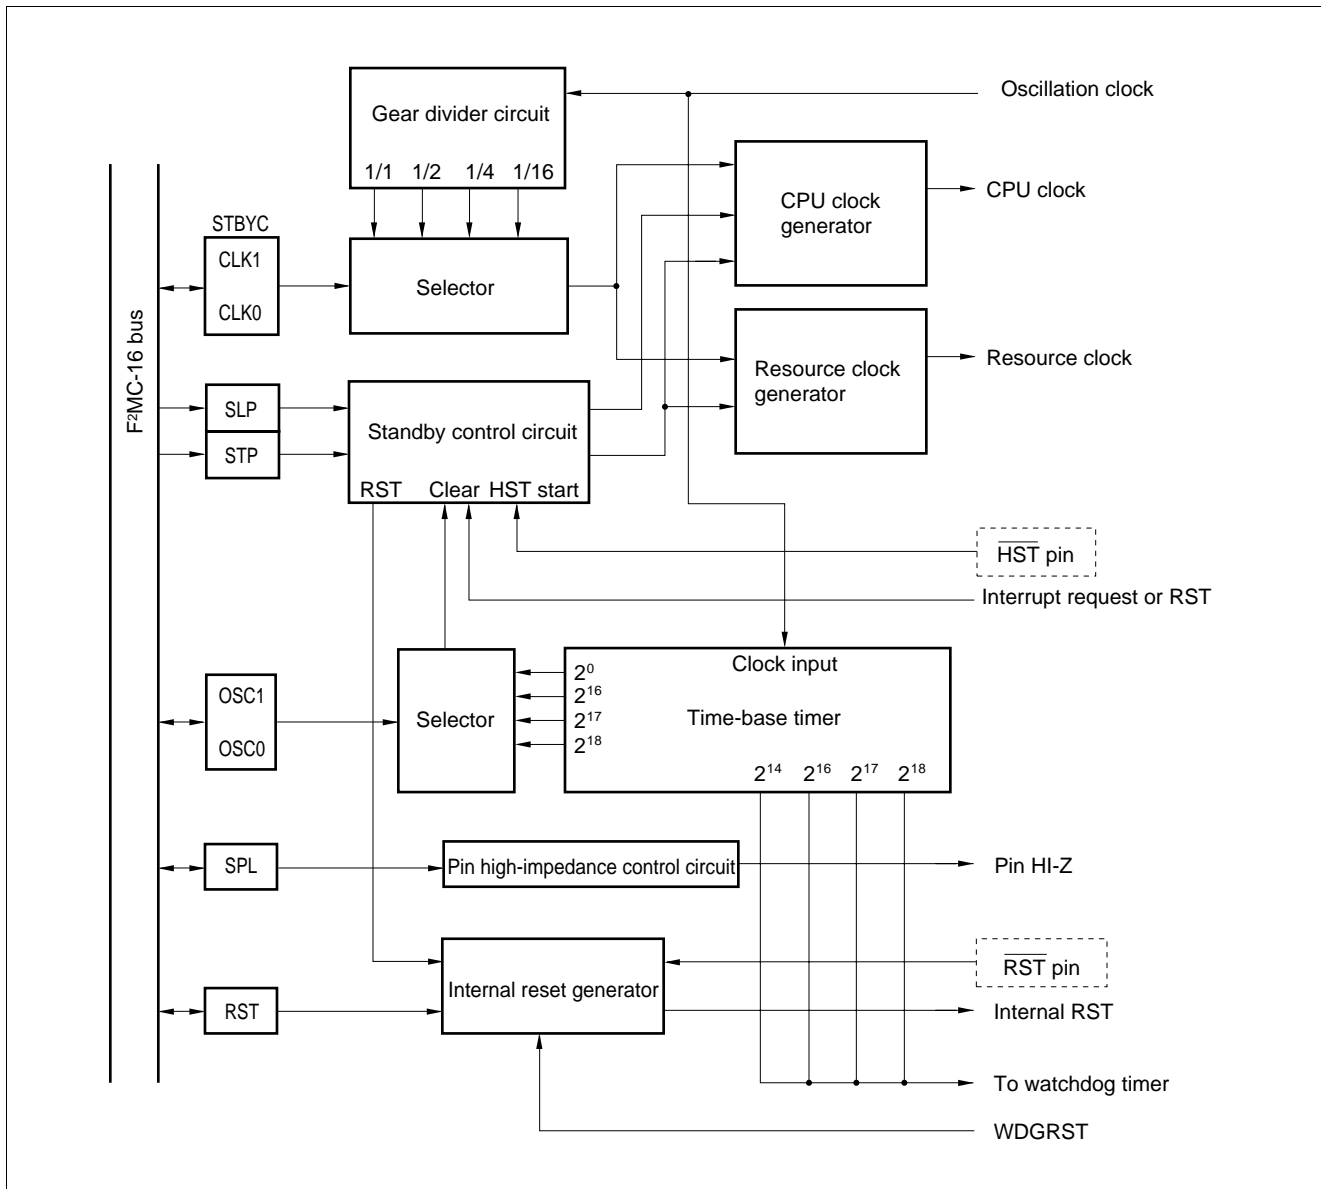 Gear divider circuit
1/1 1/2 1/4 1/16
Oscillation clock
CPU clock generator
CPU clock
STBYC
CLK1
CLK0
Selector
F²MC-16 bus
Resource clock generator
Resource clock
SLP
STP
Standby control circuit
RST Clear HST start
HST pin
Interrupt request or RST
OSC1
OSC0
Selector
2⁰
2¹⁶
2¹⁷
2¹⁸
Clock input
Time-base timer
2¹⁴ 2¹⁶ 2¹⁷ 2¹⁸
SPL
Pin high-impedance control circuit
Pin HI-Z
RST pin
RST
Internal reset generator
Internal RST
To watchdog timer
WDGRST